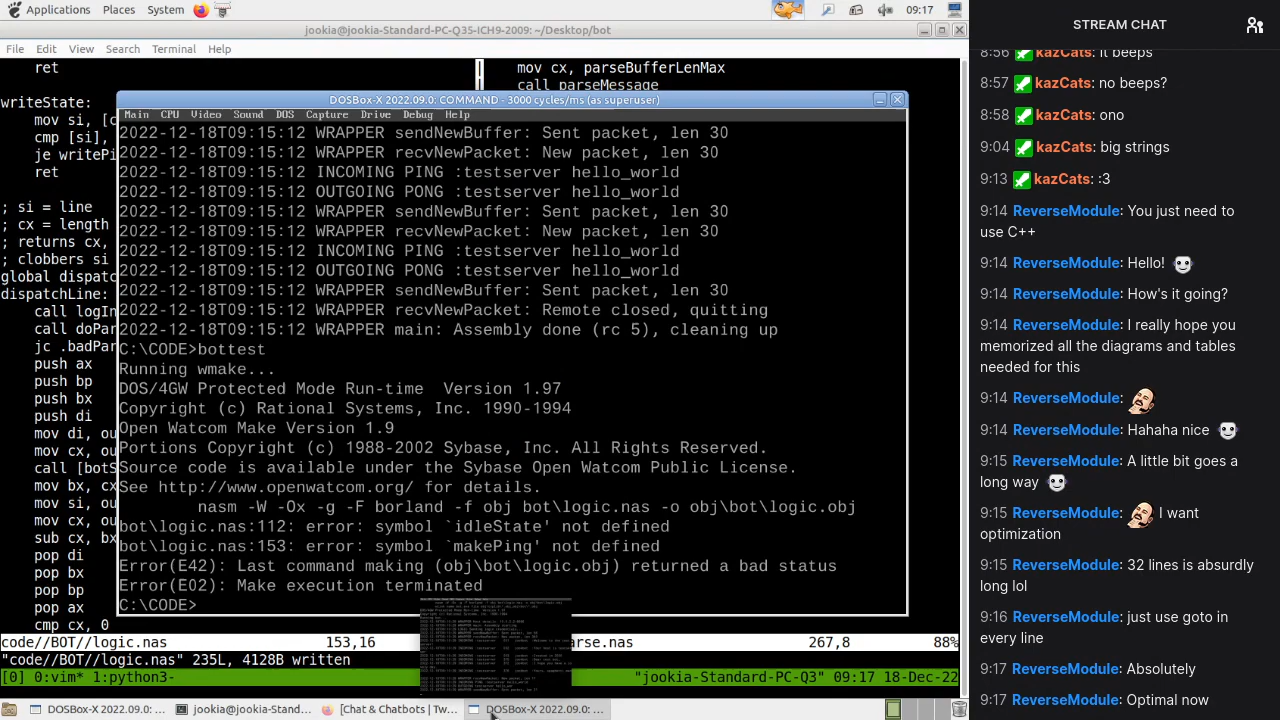 Applications Places System 09:17
jookia@jookia-Standard-PC-Q35-ICH9-2009: ~/Desktop/bot
File Edit View Search Terminal Help
ret
mov cx, parseBufferLenMax
call parseMessage
writeState:
mov si, [c
cmp [si],
je writePi
ret
; si = line
; cx = length
; returns cx,
; clobbers si
global dispatc
dispatchLine:
call logIn
call doPar
jc .badPar
push ax
push bp
push bx
push di
mov di, ou
mov cx, ou
call [botS
mov bx, cx
mov si, ou
mov cx, ou
sub cx, bx
pop di
pop bx
pop bp
pop ax
cmp cx, 0
DOSBox-X 2022.09.0: COMMAND - 3000 cycles/ms (as superuser)
Main CPU Video Sound DOS Capture Drive Debug Help
2022-12-18T09:15:12 WRAPPER sendNewBuffer: Sent packet, len 30
2022-12-18T09:15:12 WRAPPER recvNewPacket: New packet, len 30
2022-12-18T09:15:12 INCOMING PING :testserver hello_world
2022-12-18T09:15:12 OUTGOING PONG :testserver hello_world
2022-12-18T09:15:12 WRAPPER sendNewBuffer: Sent packet, len 30
2022-12-18T09:15:12 WRAPPER recvNewPacket: New packet, len 30
2022-12-18T09:15:12 INCOMING PING :testserver hello_world
2022-12-18T09:15:12 OUTGOING PONG :testserver hello_world
2022-12-18T09:15:12 WRAPPER sendNewBuffer: Sent packet, len 30
2022-12-18T09:15:12 WRAPPER recvNewPacket: Remote closed, quitting
2022-12-18T09:15:12 WRAPPER main: Assembly done (rc 5), cleaning up
C:\CODE>bottest
Running wmake...
DOS/4GW Protected Mode Run-time Version 1.97
Copyright (c) Rational Systems, Inc. 1990-1994
Open Watcom Make Version 1.9
Portions Copyright (c) 1988-2002 Sybase, Inc. All Rights Reserved.
Source code is available under the Sybase Open Watcom Public License.
See http://www.openwatcom.org/ for details.
nasm -W -Ox -g -F borland -f obj bot\logic.nas -o obj\bot\logic.obj
bot\logic.nas:112: error: symbol `idleState' not defined
bot\logic.nas:153: error: symbol `makePing' not defined
Error(E42): Last command making (obj\bot\logic.obj) returned a bad status
Error(E02): Make execution terminated
C:\CODE>
153,16
267,8
written
[0] 0:vim* 1:python3-
"jookia-Standard-PC-Q3" 09:17
DOSBox-X 2022.09.0: ... jookia@jookia-Standard... [Chat & Chatbots | Tw... DOSBox-X 2022.09.0: ...
STREAM CHAT
8:56 kazCats: it beeps
8:57 kazCats: no beeps?
8:58 kazCats: ono
9:04 kazCats: big strings
9:13 kazCats: :3
9:14 ReverseModule: You just need to
use C++
9:14 ReverseModule: Hello!
9:14 ReverseModule: How's it going?
9:14 ReverseModule: I really hope you
memorized all the diagrams and tables
needed for this
9:14 ReverseModule:
9:14 ReverseModule: Hahaha nice
9:15 ReverseModule: A little bit goes a
long way
9:15 ReverseModule: I want
optimization
9:15 ReverseModule: 32 lines is absurdly
long lol
9:16 ReverseModule: just use \n in
every line
9:17 ReverseModule:
9:17 ReverseModule: Optimal now